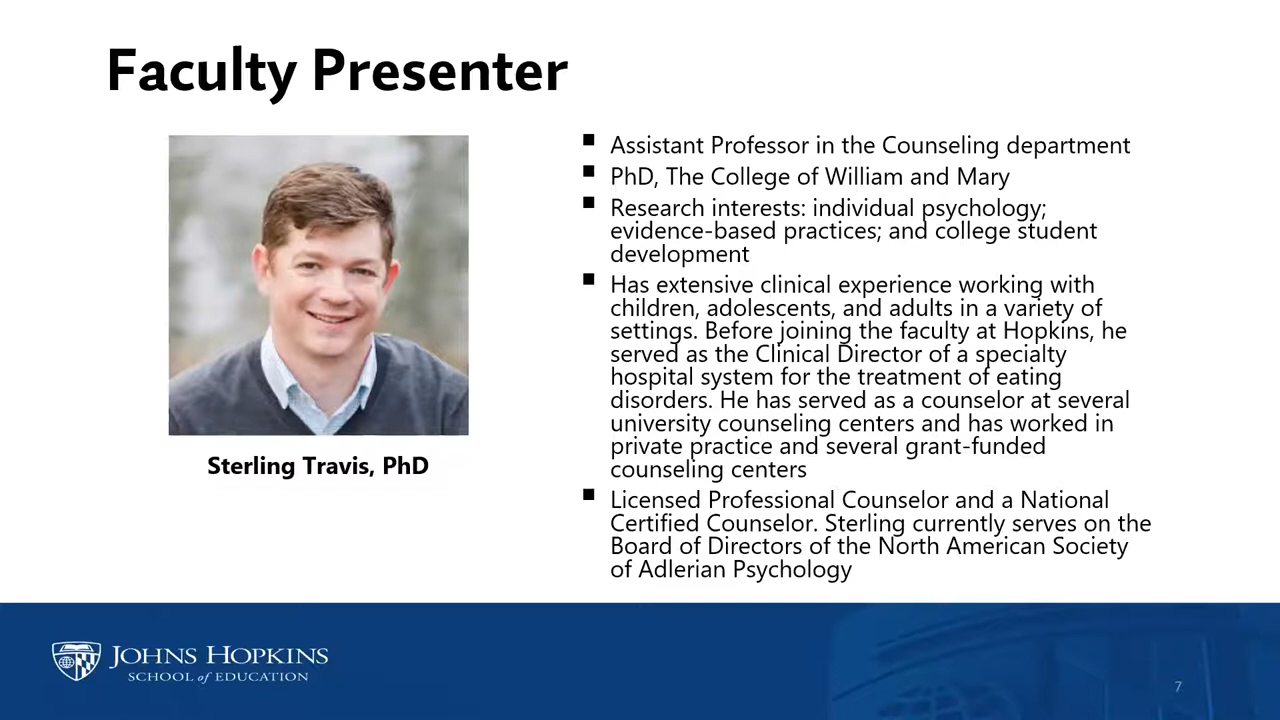 Faculty Presenter
Sterling Travis, PhD
Assistant Professor in the Counseling department
PhD, The College of William and Mary
Research interests: individual psychology;
evidence-based practices; and college student
development
Has extensive clinical experience working with
children, adolescents, and adults in a variety of
settings. Before joining the faculty at Hopkins, he
served as the Clinical Director of a specialty
hospital system for the treatment of eating
disorders. He has served as a counselor at several
university counseling centers and has worked in
private practice and several grant-funded
counseling centers
Licensed Professional Counselor and a National
Certified Counselor. Sterling currently serves on the
Board of Directors of the North American Society
of Adlerian Psychology
JOHNS HOPKINS
SCHOOL of EDUCATION
7